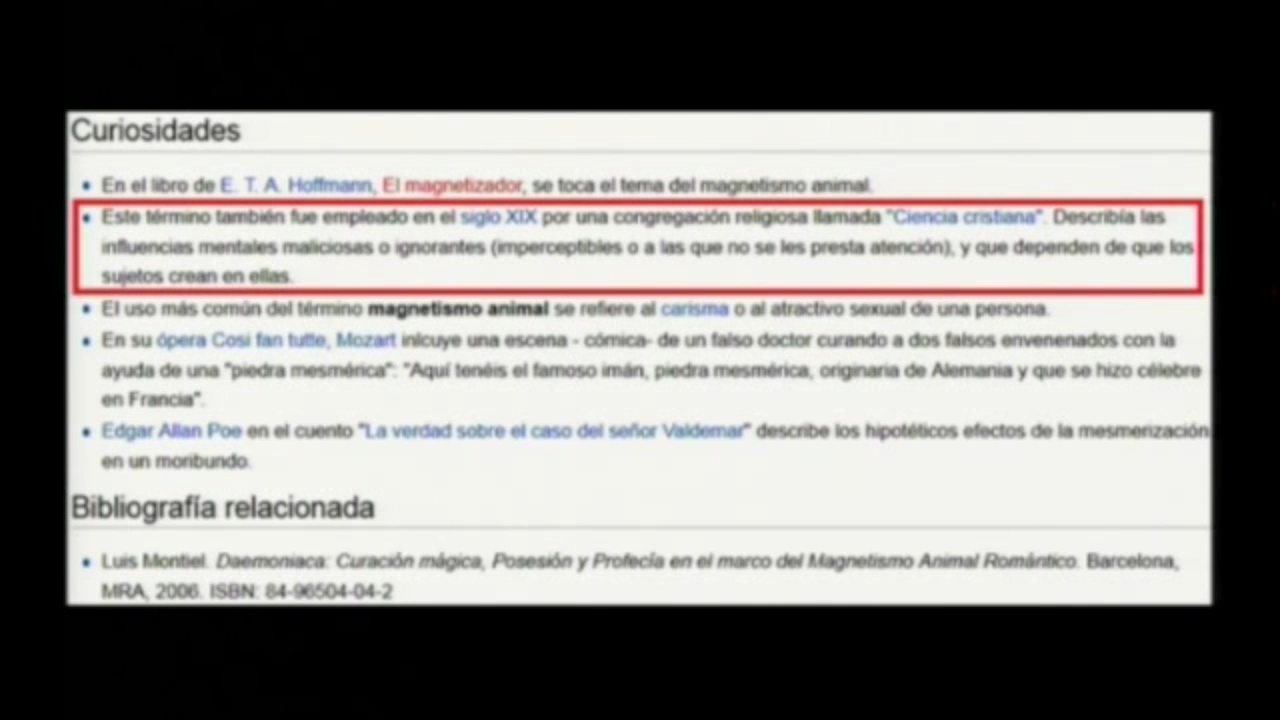 Curiosidades
En el libro de E. T. A. Hoffmann, El magnetizador, se toca el tema del magnetismo animal.
Este término también fue empleado en el siglo XIX por una congregación religiosa llamada "Ciencia cristiana". Describía las
influencias mentales maliciosas o ignorantes (imperceptibles o a las que no se les presta atención), y que dependen de que los
sujetos crean en ellas.
El uso más común del término magnetismo animal se refiere al carisma o al atractivo sexual de una persona.
En su ópera Cosi fan tutte, Mozart inlcuye una escena - cómica- de un falso doctor curando a dos falsos envenenados con la
ayuda de una "piedra mesmérica": "Aquí tenéis el famoso imán, piedra mesmérica, originaria de Alemania y que se hizo célebre
en Francia".
Edgar Allan Poe en el cuento "La verdad sobre el caso del señor Valdemar" describe los hipotéticos efectos de la mesmerización
en un moribundo.
Bibliografía relacionada
Luis Montiel. Daemoniaca: Curación mágica, Posesión y Profecía en el marco del Magnetismo Animal Romántico. Barcelona,
MRA, 2006. ISBN: 84-96504-04-2